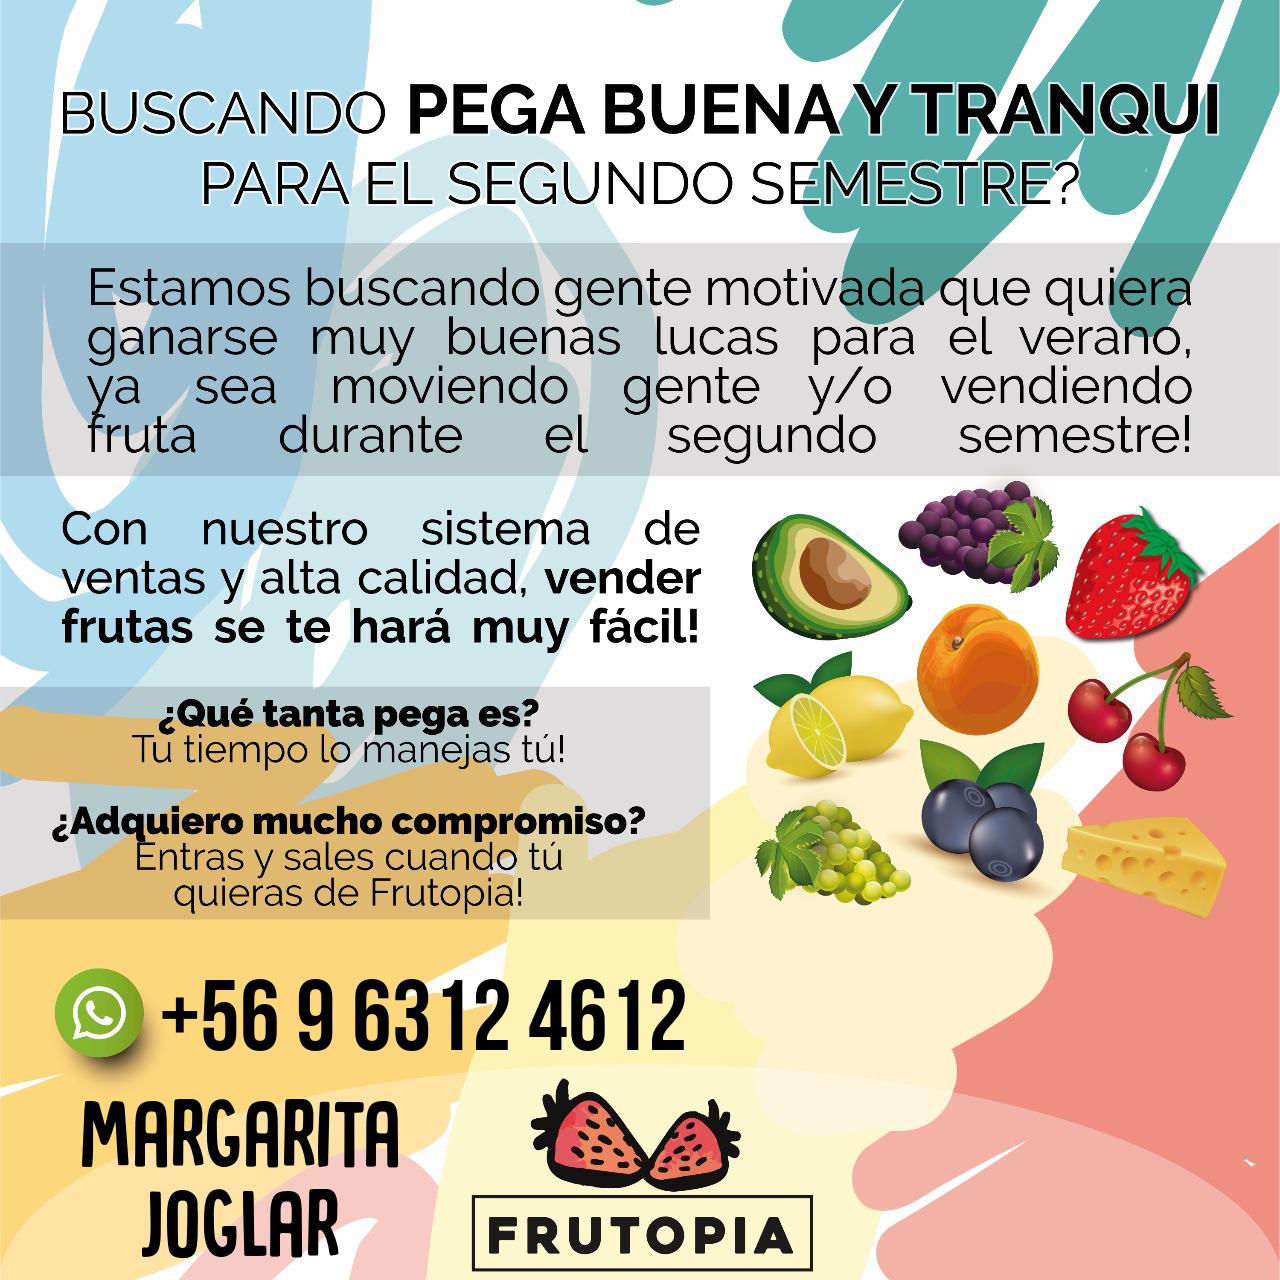 BUSCANDO PEGA BUENA Y TRANQUI
PARA EL SEGUNDO SEMESTRE?
Estamos buscando gente motivada que quiera
ganarse muy buenas lucas para el verano,
ya sea moviendo gente y/o vendiendo
fruta durante el segundo semestre!
Con nuestro sistema de
ventas y alta calidad, vender
frutas se te hará muy fácil!
¿Qué tanta pega es?
Tu tiempo lo manejas tú!
¿Adquiero mucho compromiso?
Entras y sales cuando tú
quieras de Frutopia!
+56 9 6312 4612
MARGARITA
JOGLAR
FRUTOPIA